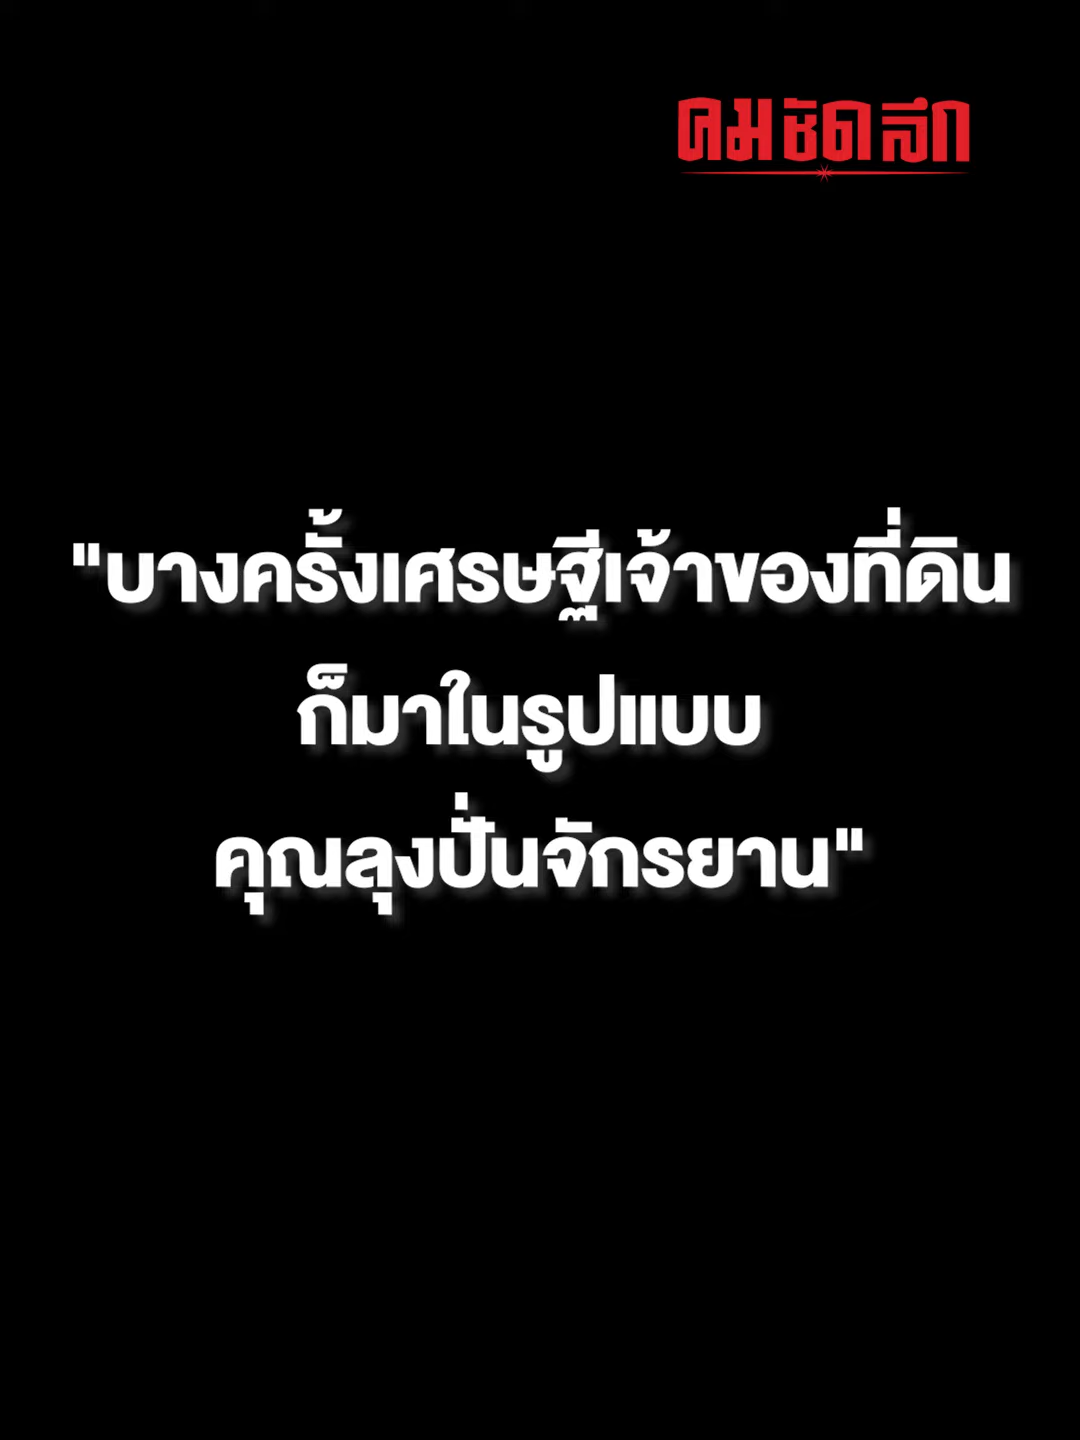 คมชัดลึก
"บางครั้งเศรษฐีเจ้าของที่ดิน
ก็มาในรูปแบบ
คุณลุงปั่นจักรยาน"